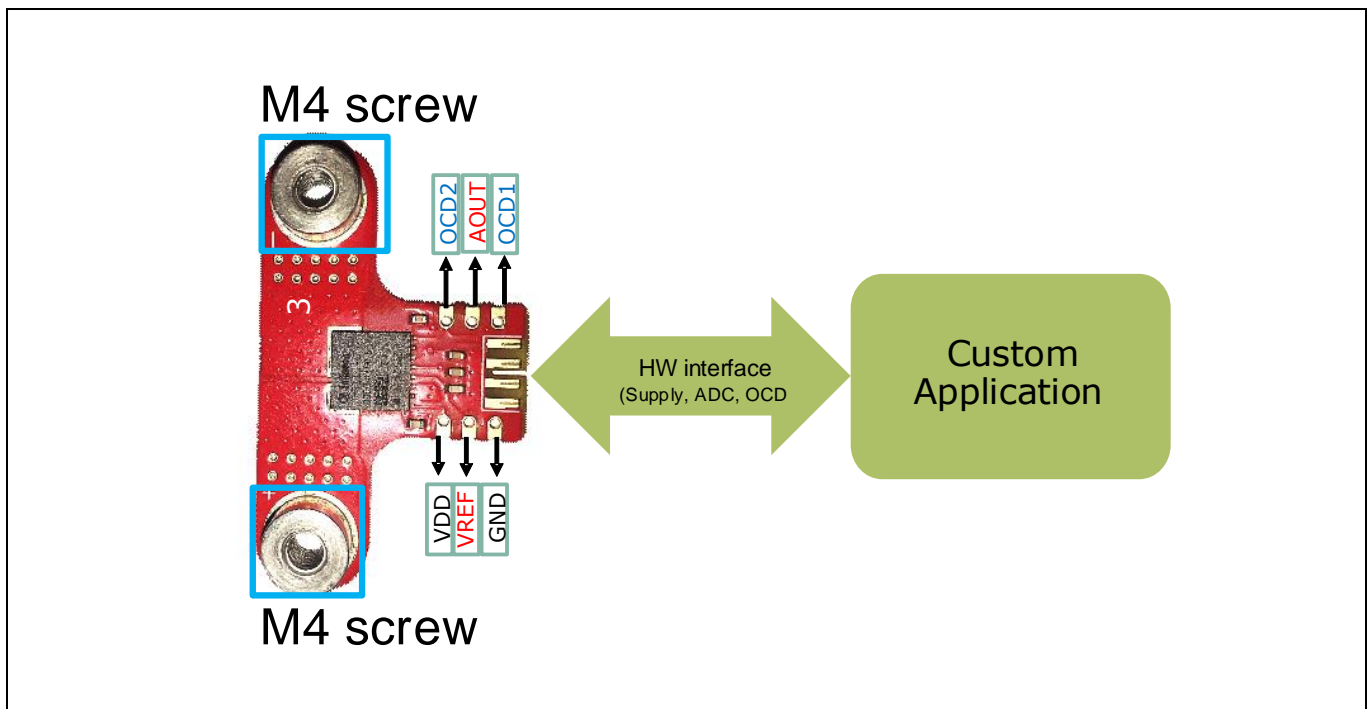 M4 screw
OCD2
AOUT
OCD1
3
+
VDD
VREF
GND
M4 screw
HW interface
(Supply, ADC, OCD
Custom
Application